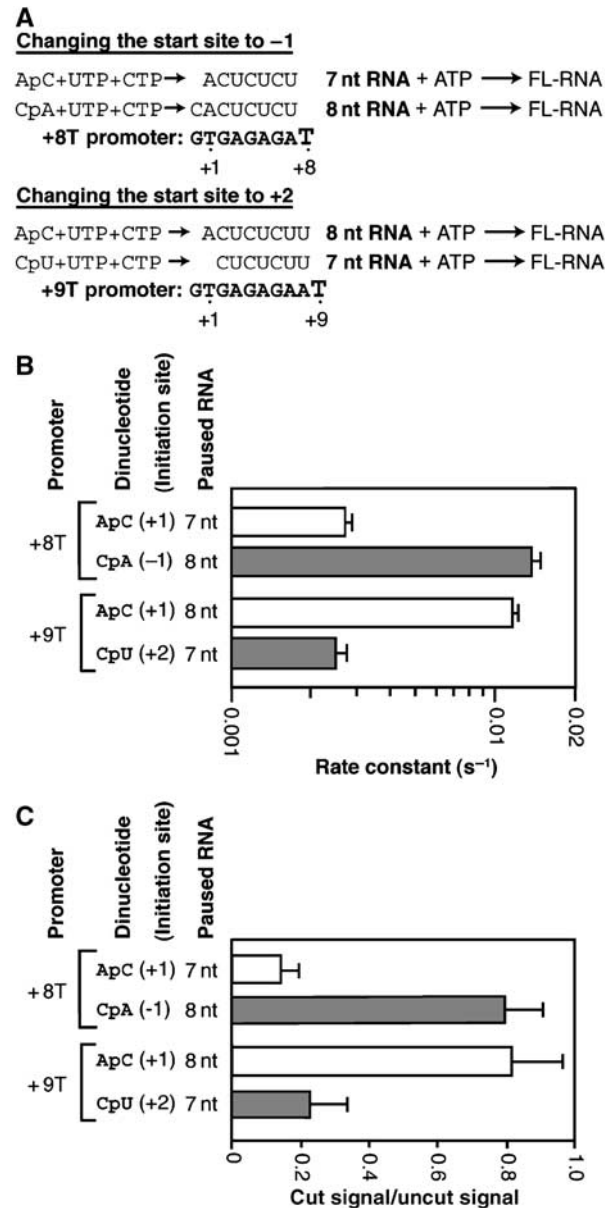 A
Changing the start site to –1
ApC+UTP+CTP→ ACUCUCU 7 nt RNA + ATP → FL-RNA
CpA+UTP+CTP→CACUCUCU 8 nt RNA + ATP → FL-RNA
+8T promoter: GTGAGAGAT
+1 +8
Changing the start site to +2
ApC+UTP+CTP → ACUCUCUU 8 nt RNA + ATP → FL-RNA
CpU+UTP+CTP → CUCUCUU 7 nt RNA + ATP → FL-RNA
+9T promoter: GTGAGAGAAT
+1 +9
B
Promoter
Dinucleotide
(Initiation site)
Paused RNA
+8T
ApC (+1) 7 nt
CpA (–1) 8 nt
+9T
ApC (+1) 8 nt
CpU (+2) 7 nt
0.001 0.01 0.02
Rate constant (s⁻¹)
C
Promoter
Dinucleotide
(Initiation site)
Paused RNA
+8T
ApC (+1) 7 nt
CpA (-1) 8 nt
+9T
ApC (+1) 8 nt
CpU (+2) 7 nt
0 0.2 0.4 0.6 0.8 1.0
Cut signal/uncut signal